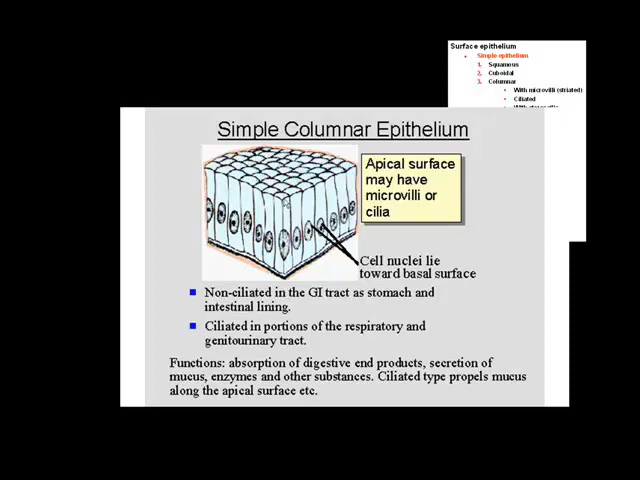 Surface epithelium
Simple epithelium
1. Squamous
2. Cuboidal
3. Columnar
With microvilli (striated)
Ciliated
Simple Columnar Epithelium
Apical surface
may have
microvilli or
cilia
Cell nuclei lie
toward basal surface
Non-ciliated in the GI tract as stomach and
intestinal lining.
Ciliated in portions of the respiratory and
genitourinary tract.
Functions: absorption of digestive end products, secretion of
mucus, enzymes and other substances. Ciliated type propels mucus
along the apical surface etc.